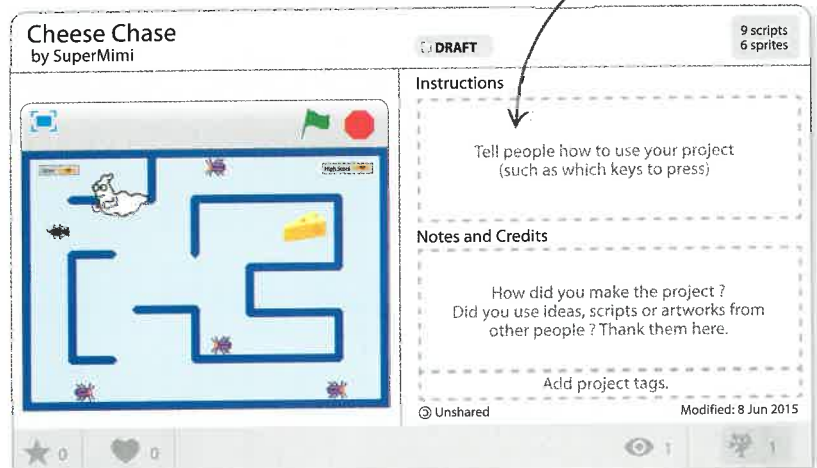 Cheese Chase
by SuperMimi
DRAFT
9 scripts
6 sprites
Instructions
Tell people how to use your project
(such as which keys to press)
Notes and Credits
How did you make the project ?
Did you use ideas, scripts or artworks from
other people ? Thank them here.
Add project tags.
Unshared
Modified: 8 Jun 2015
0
0
1
1